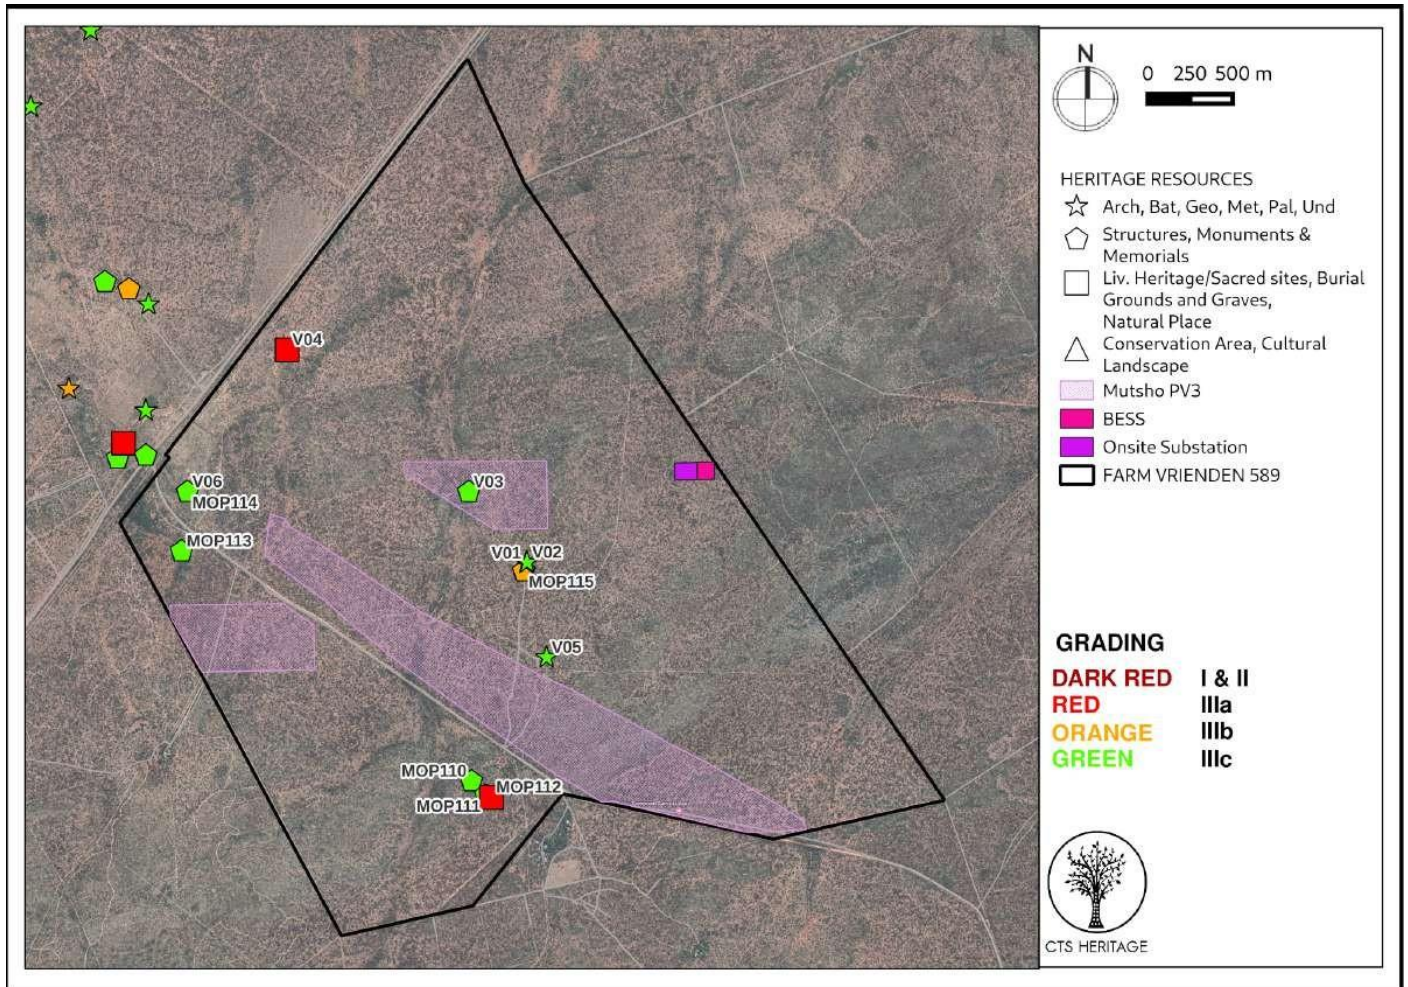 V04
V06
MOP114
MOP113
V03
V01
V02
MOP115
V05
MOP110
MOP112
MOP111
N
0 250 500 m
HERITAGE RESOURCES
Arch, Bat, Geo, Met, Pal, Und
Structures, Monuments &
Memorials
Liv. Heritage/Sacred sites, Burial
Grounds and Graves,
Natural Place
Conservation Area, Cultural
Landscape
Mutsho PV3
BESS
Onsite Substation
FARM VRIENDEN 589
GRADING
DARK RED I & II
RED IIIa
ORANGE IIIb
GREEN IIIc
CTS HERITAGE